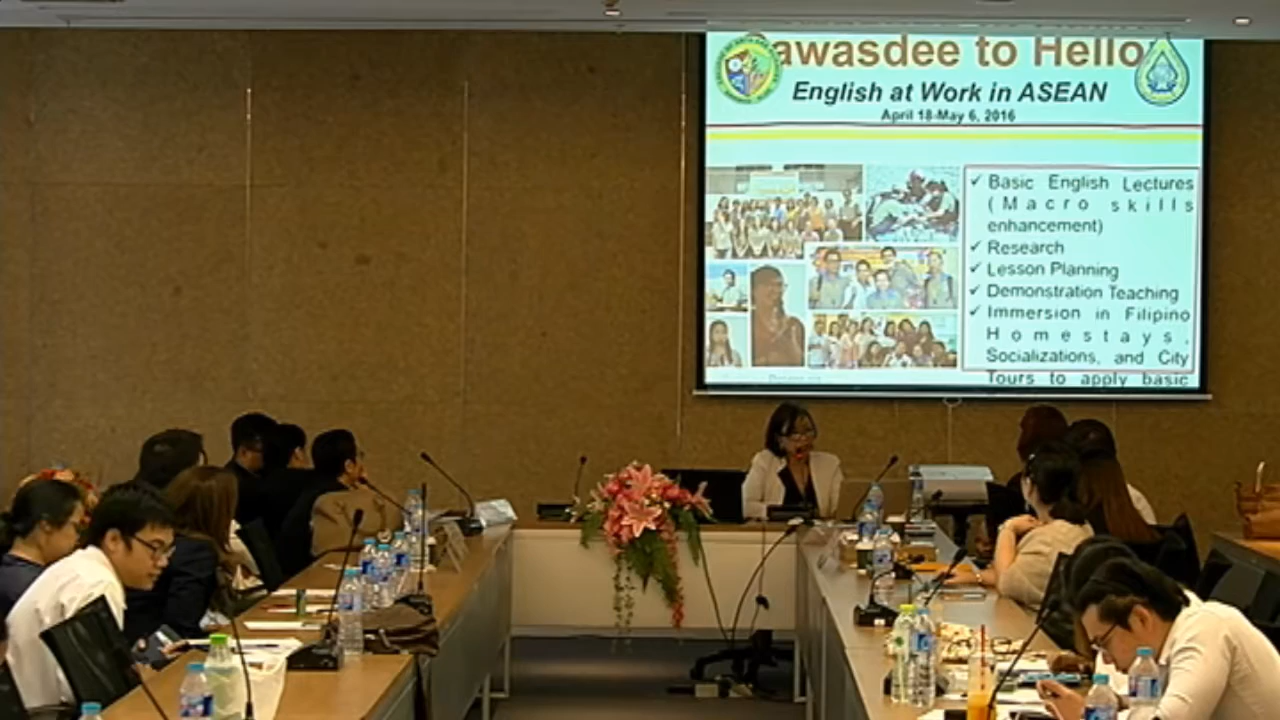 awasdee to Hello
English at Work in ASEAN
April 18-May 6, 2016
✓ Basic English Lectures
(Macro skills
enhancement)
✓ Research
✓ Lesson Planning
✓ Demonstration Teaching
✓ Immersion in Filipino
Homestays,
Socializations, and City
Tours to apply basic